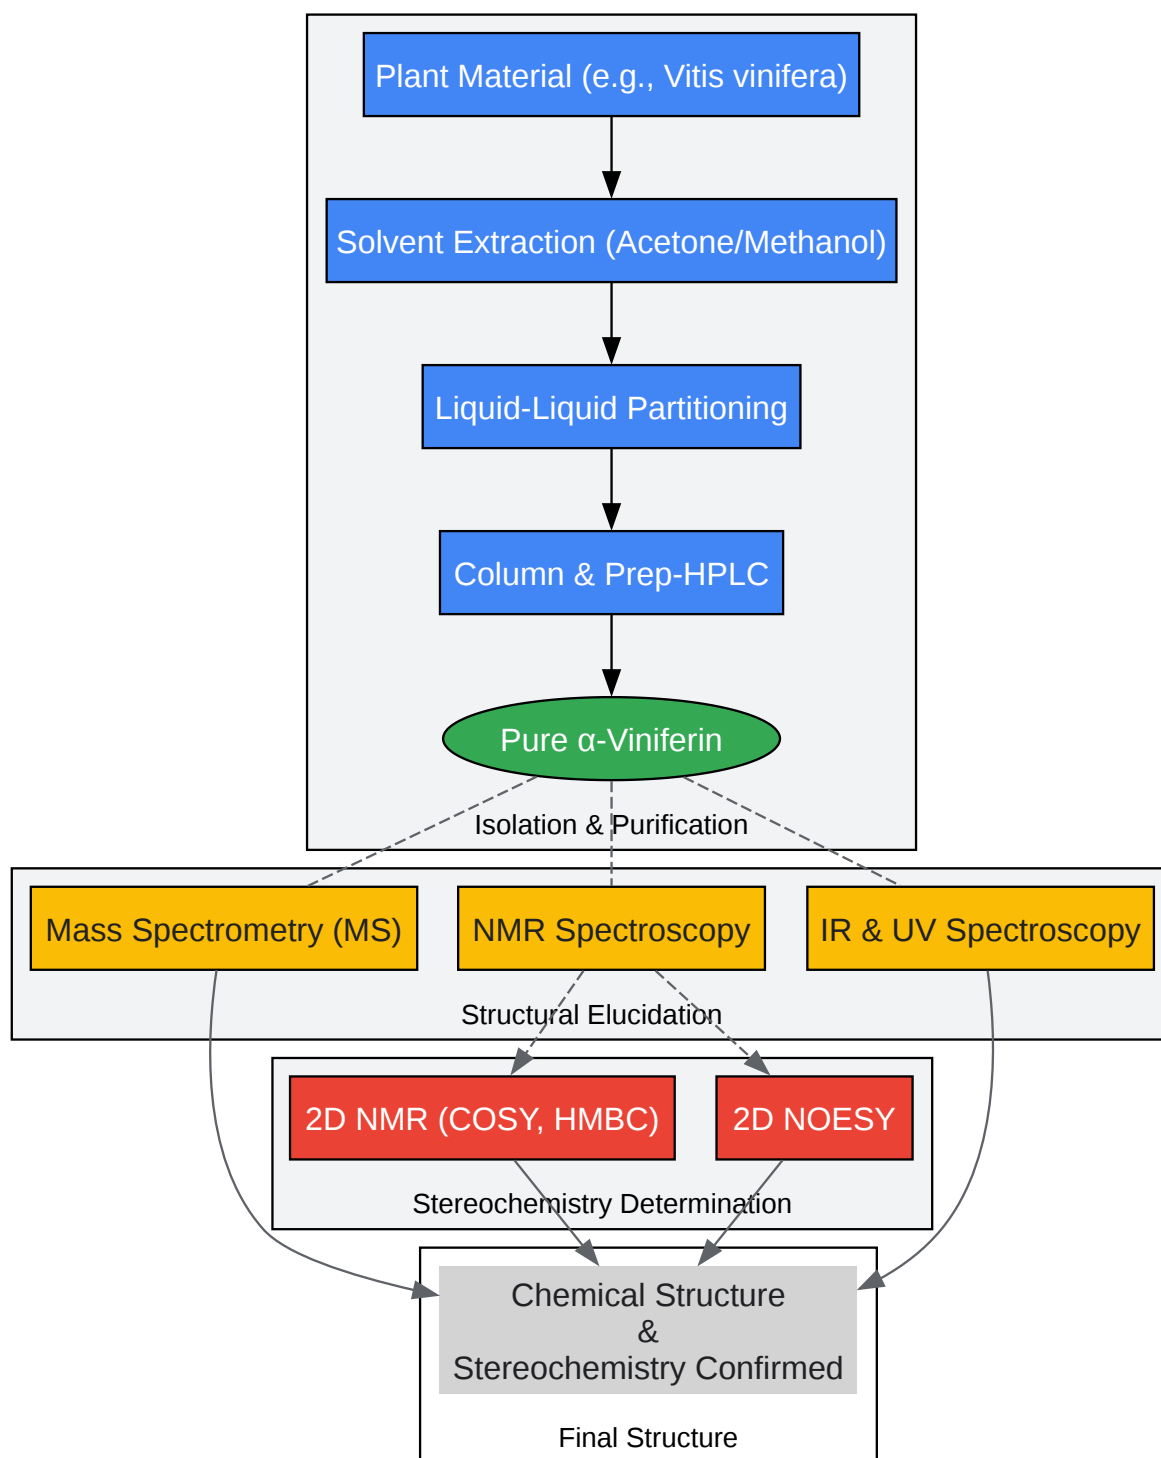 Plant Material (e.g., Vitis vinifera)
Solvent Extraction (Acetone/Methanol)
Liquid-Liquid Partitioning
Column & Prep-HPLC
Pure α-Viniferin
Isolation & Purification
Mass Spectrometry (MS)
NMR Spectroscopy
IR & UV Spectroscopy
Structural Elucidation
2D NMR (COSY, HMBC)
2D NOESY
Stereochemistry Determination
Chemical Structure
&
Stereochemistry Confirmed
Final Structure